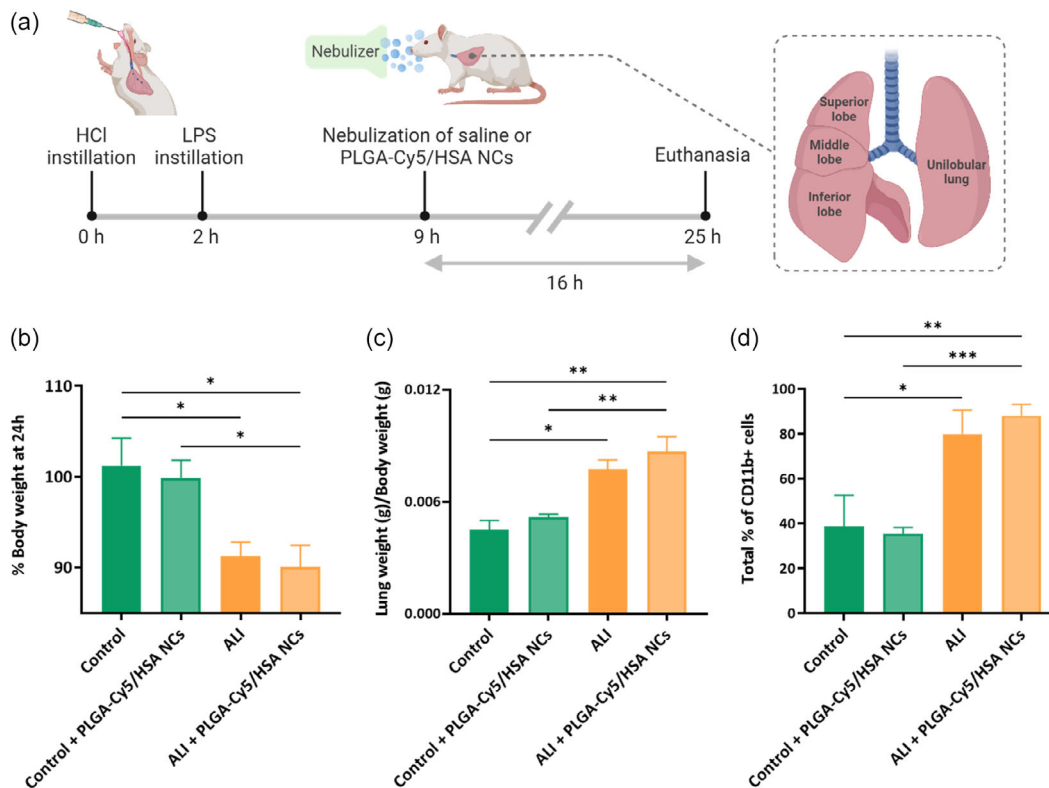 (a)
Nebulizer
HCl
instillation
LPS
instillation
Nebulization of saline or
PLGA-Cy5/HSA NCs
Euthanasia
0 h
2 h
9 h
25 h
16 h
Superior
lobe
Middle
lobe
Inferior
lobe
Unilobular
lung
(b)
% Body weight at 24h
110
100
90
*
*
*
Control
Control + PLGA-Cy5/HSA NCs
ALI
ALI + PLGA-Cy5/HSA NCs
(c)
Lung weight (g)/Body weight (g)
0.012
0.006
0.000
**
**
*
Control
Control + PLGA-Cy5/HSA NCs
ALI
ALI + PLGA-Cy5/HSA NCs
(d)
Total % of CD11b+ cells
100
80
60
40
20
0
**
***
*
Control
Control + PLGA-Cy5/HSA NCs
ALI
ALI + PLGA-Cy5/HSA NCs